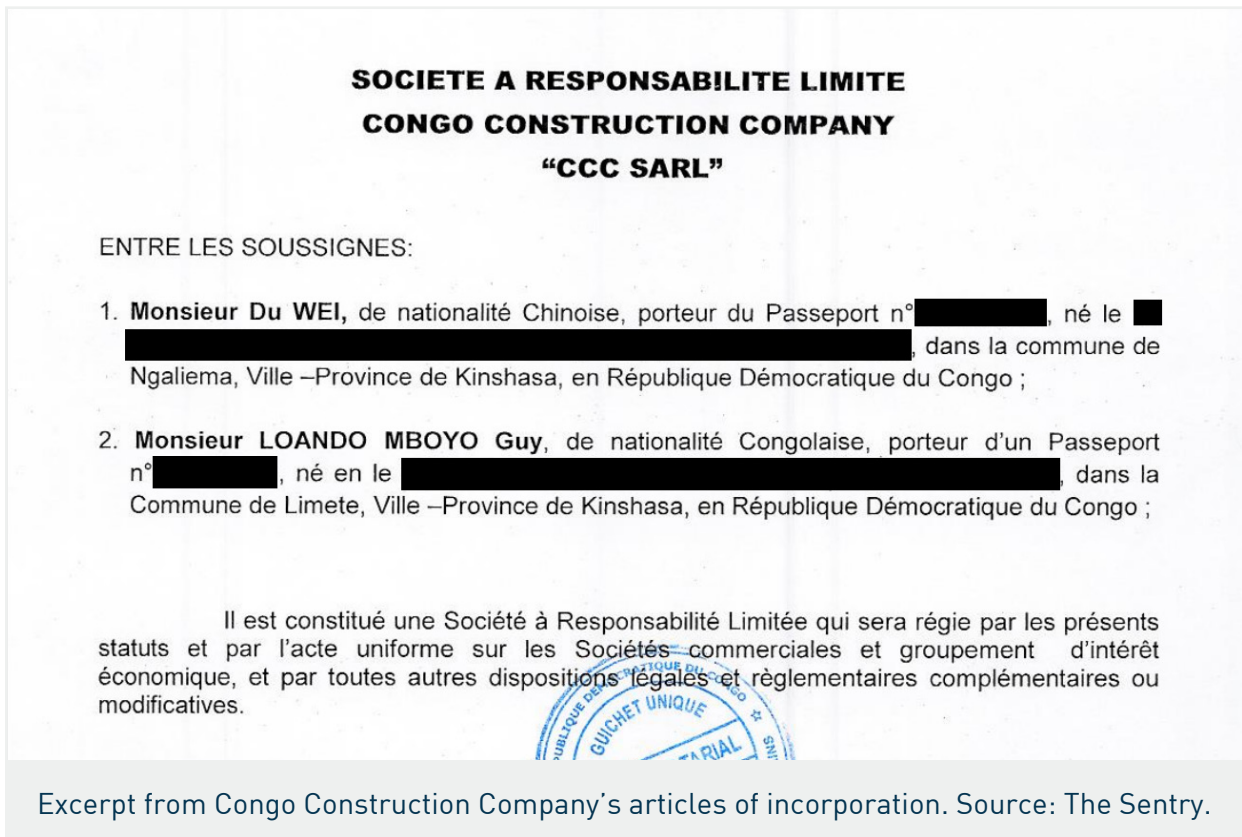 SOCIETE A RESPONSABILITE LIMITE
CONGO CONSTRUCTION COMPANY
“CCC SARL”
ENTRE LES SOUSSIGNES:
1. Monsieur Du WEI, de nationalité Chinoise, porteur du Passeport n° , né le
, dans la commune de
Ngaliema, Ville –Province de Kinshasa, en République Démocratique du Congo ;
2. Monsieur LOANDO MBOYO Guy, de nationalité Congolaise, porteur d’un Passeport
n° , né en le , dans la
Commune de Limete, Ville –Province de Kinshasa, en République Démocratique du Congo ;
Il est constitué une Société à Responsabilité Limitée qui sera régie par les présents
statuts et par l’acte uniforme sur les Sociétés commerciales et groupement d’intérêt
économique, et par toutes autres dispositions légales et règlementaires complémentaires ou
modificatives.
DEMOCRATIQUE DU CONGO
GUICHET UNIQUE
Excerpt from Congo Construction Company’s articles of incorporation. Source: The Sentry.